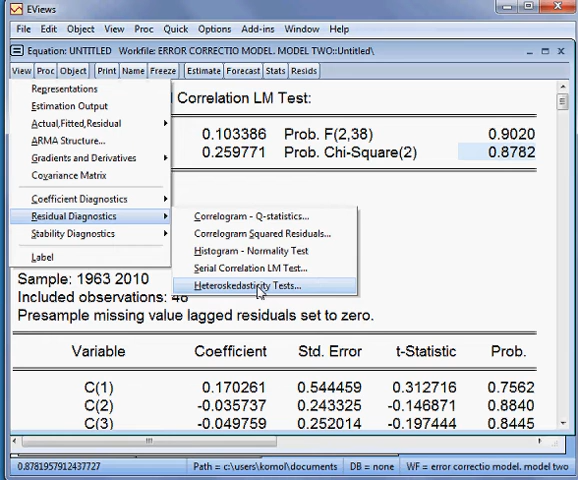 EViews
File Edit Object View Proc Quick Options Add-ins Window Help
Equation: UNTITLED Workfile: ERROR CORRECTIO MODEL. MODEL TWO::Untitled\
View Proc Object Print Name Freeze Estimate Forecast Stats Resids
Representations
Estimation Output
Actual,Fitted,Residual
ARMA Structure...
Gradients and Derivatives
Covariance Matrix
Coefficient Diagnostics
Residual Diagnostics
Stability Diagnostics
Label
Correlogram - Q-statistics...
Correlogram Squared Residuals...
Histogram - Normality Test
Serial Correlation LM Test...
Heteroskedasticity Tests...
Correlation LM Test:
0.103386 Prob. F(2,38) 0.9020
0.259771 Prob. Chi-Square(2) 0.8782
Sample: 1963 2010
Included observations: 48
Presample missing value lagged residuals set to zero.
Variable Coefficient Std. Error t-Statistic Prob.
C(1) 0.170261 0.544459 0.312716 0.7562
C(2) -0.035737 0.243325 -0.146871 0.8840
C(3) -0.049759 0.252014 -0.197444 0.8445
0.8781957912437727 Path = c:\users\komol\documents DB = none WF = error correctio model. model two